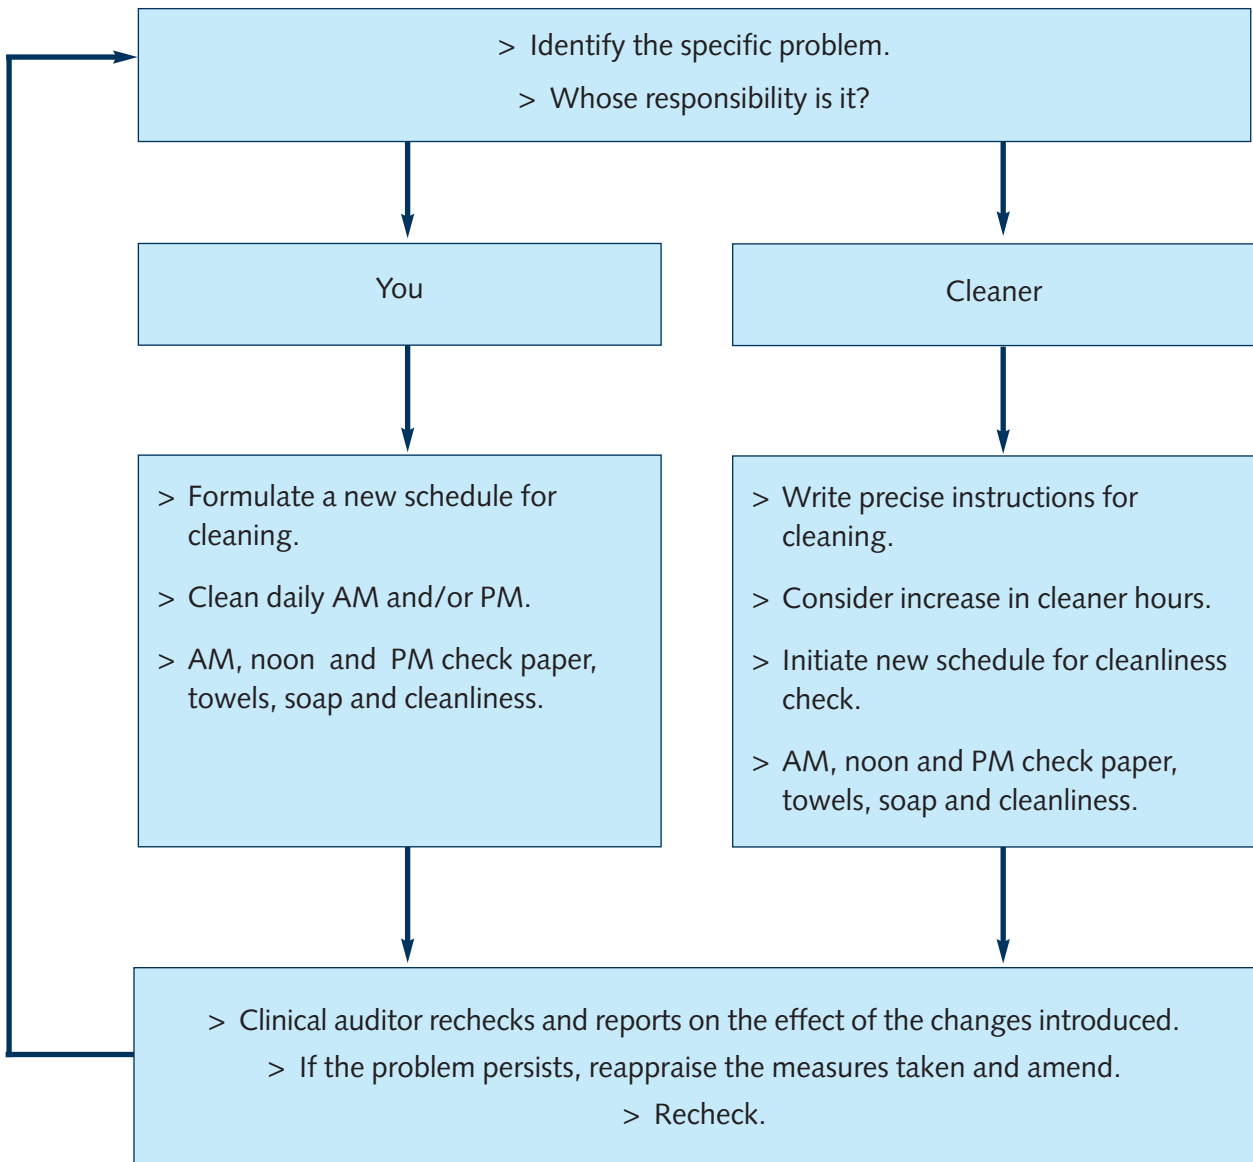 > Identify the specific problem.
> Whose responsibility is it?
You
Cleaner
> Formulate a new schedule for
cleaning.
> Clean daily AM and/or PM.
> AM, noon and PM check paper,
towels, soap and cleanliness.
> Write precise instructions for
cleaning.
> Consider increase in cleaner hours.
> Initiate new schedule for cleanliness
check.
> AM, noon and PM check paper,
towels, soap and cleanliness.
> Clinical auditor rechecks and reports on the effect of the changes introduced.
> If the problem persists, reappraise the measures taken and amend.
> Recheck.